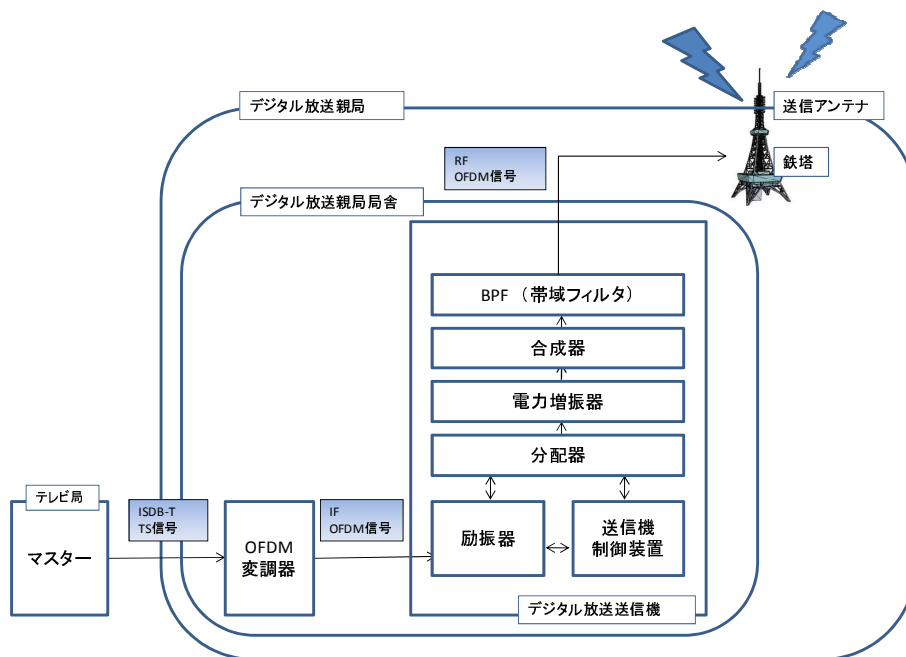 デジタル放送親局
送信アンテナ
RF
OFDM信号
鉄塔
デジタル放送親局局舎
BPF （帯域フィルタ）
合成器
電力増振器
分配器
テレビ局
マスター
ISDB-T
TS信号
OFDM
変調器
IF
OFDM信号
励振器
送信機
制御装置
デジタル放送送信機